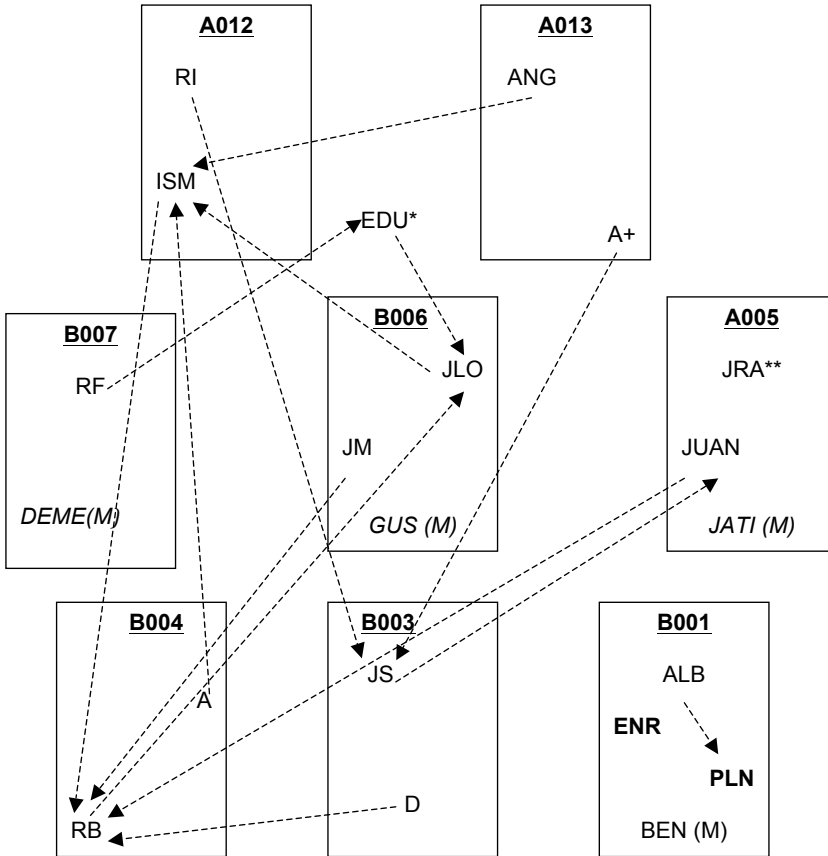 A012
RI
ISM
A013
ANG
A+
EDU*
B007
RF
DEME(M)
B006
JLO
JM
GUS (M)
A005
JRA**
JUAN
JATI (M)
B004
A
RB
B003
JS
D
B001
ALB
ENR
PLN
BEN (M)